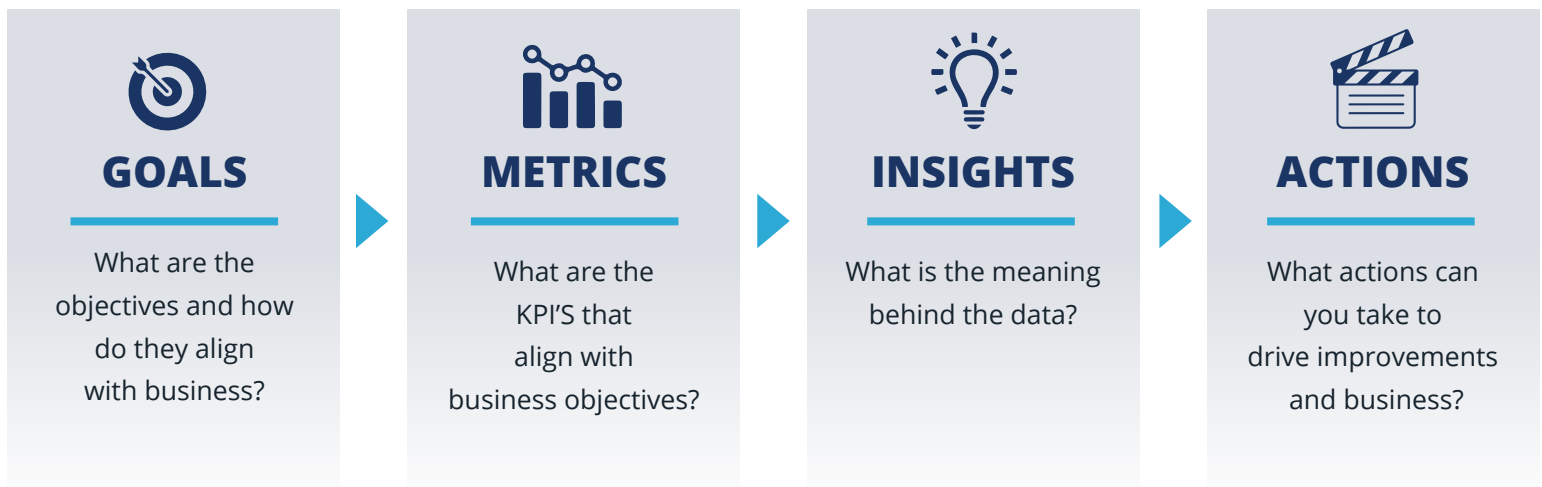 GOALS
What are the
objectives and how
do they align
with business?
METRICS
What are the
KPI’S that
align with
business objectives?
INSIGHTS
What is the meaning
behind the data?
ACTIONS
What actions can
you take to
drive improvements
and business?